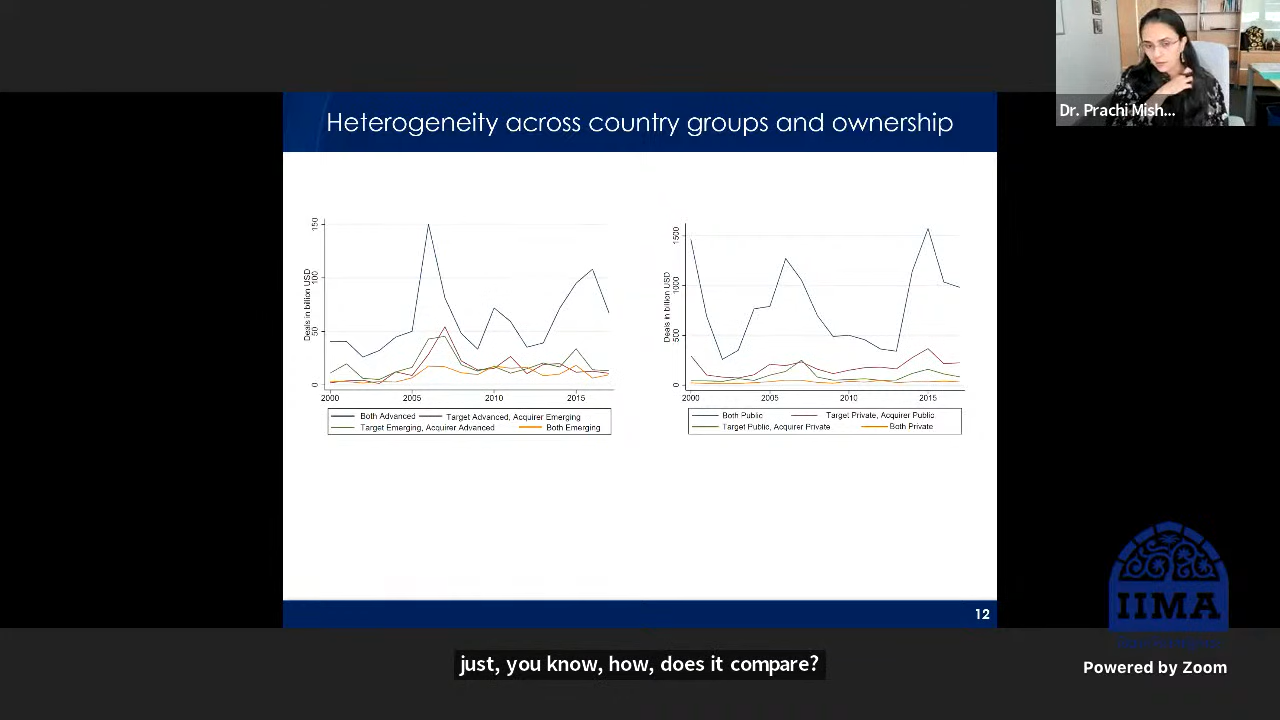 Dr. Prachi Mish...
Heterogeneity across country groups and ownership
Deals in billion USD
150
100
50
0
2000 2005 2010 2015
Both Advanced Target Advanced, Acquirer Emerging
Target Emerging, Acquirer Advanced Both Emerging
Deals in billion USD
1500
1000
500
0
2000 2005 2010 2015
Both Public Target Private, Acquirer Public
Target Public, Acquirer Private Both Private
12
IIMA
Powered by Zoom
just, you know, how, does it compare?